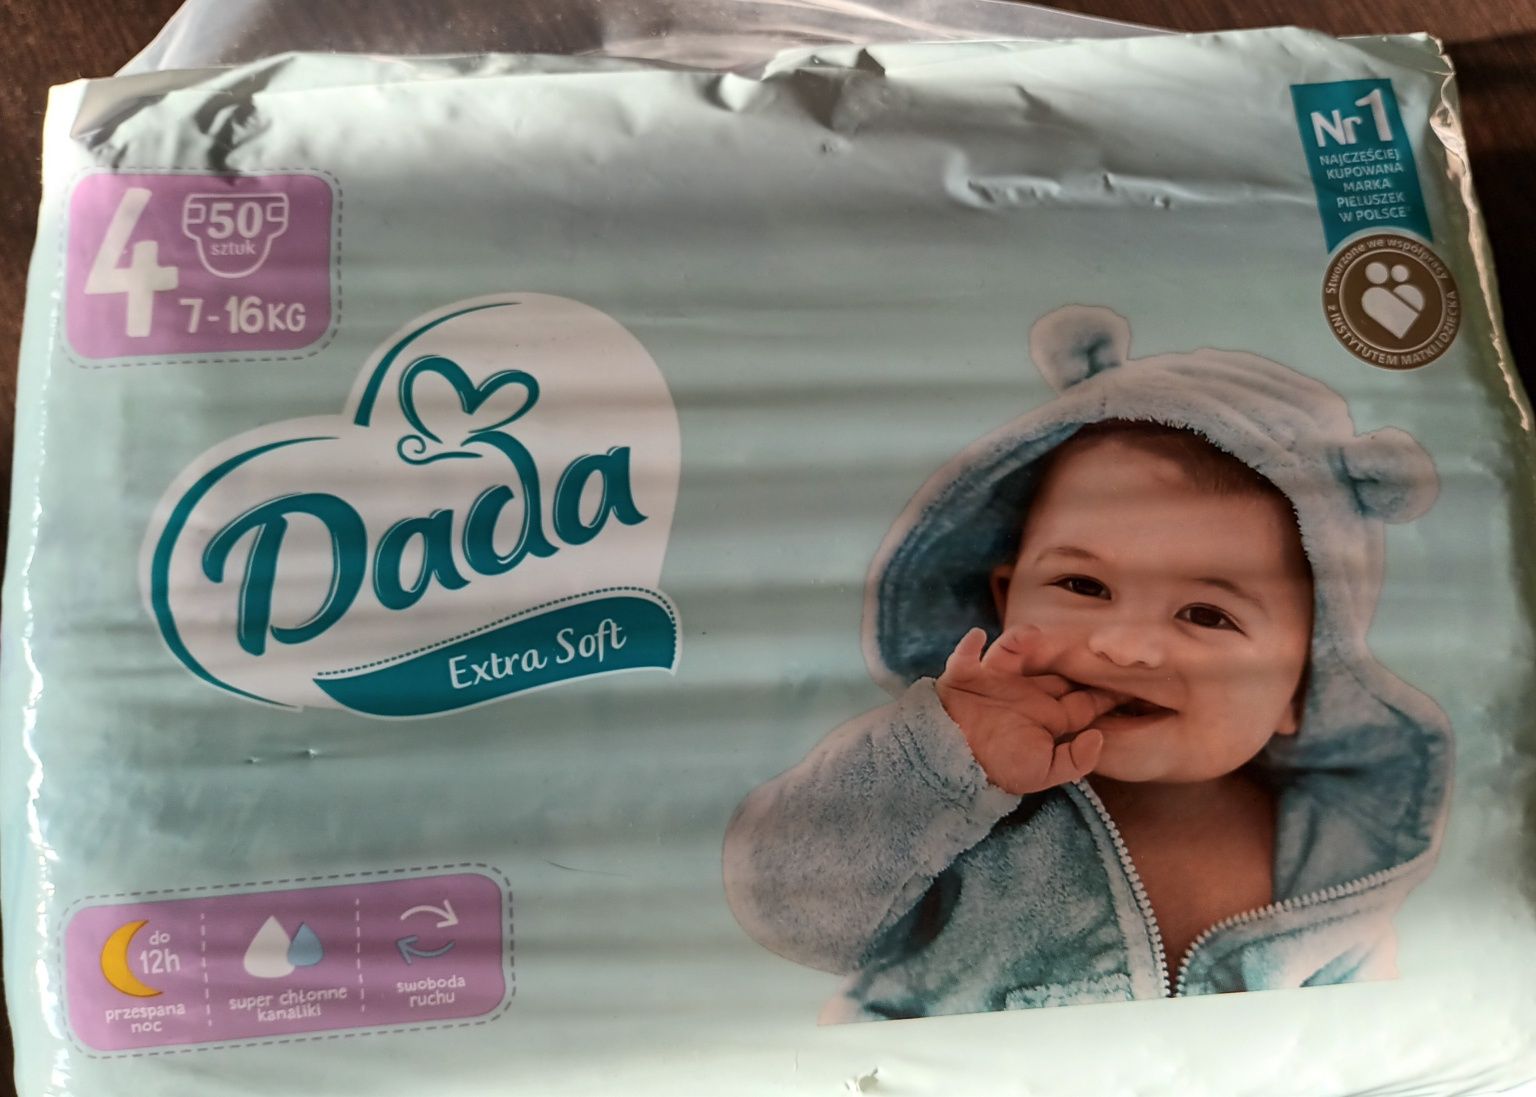 4
50
sztuk
7-16KG
Nr1
NAJCZĘŚCIEJ
KUPOWANA
MARKA
PIELUSZEK
W POLSCE*
Stworzone we współpracy
z INSTYTUTEM MATKI I DZIECKA
Dada
Extra Soft
do
12h
przespana
noc
super chłonne
kanaliki
swoboda
ruchu